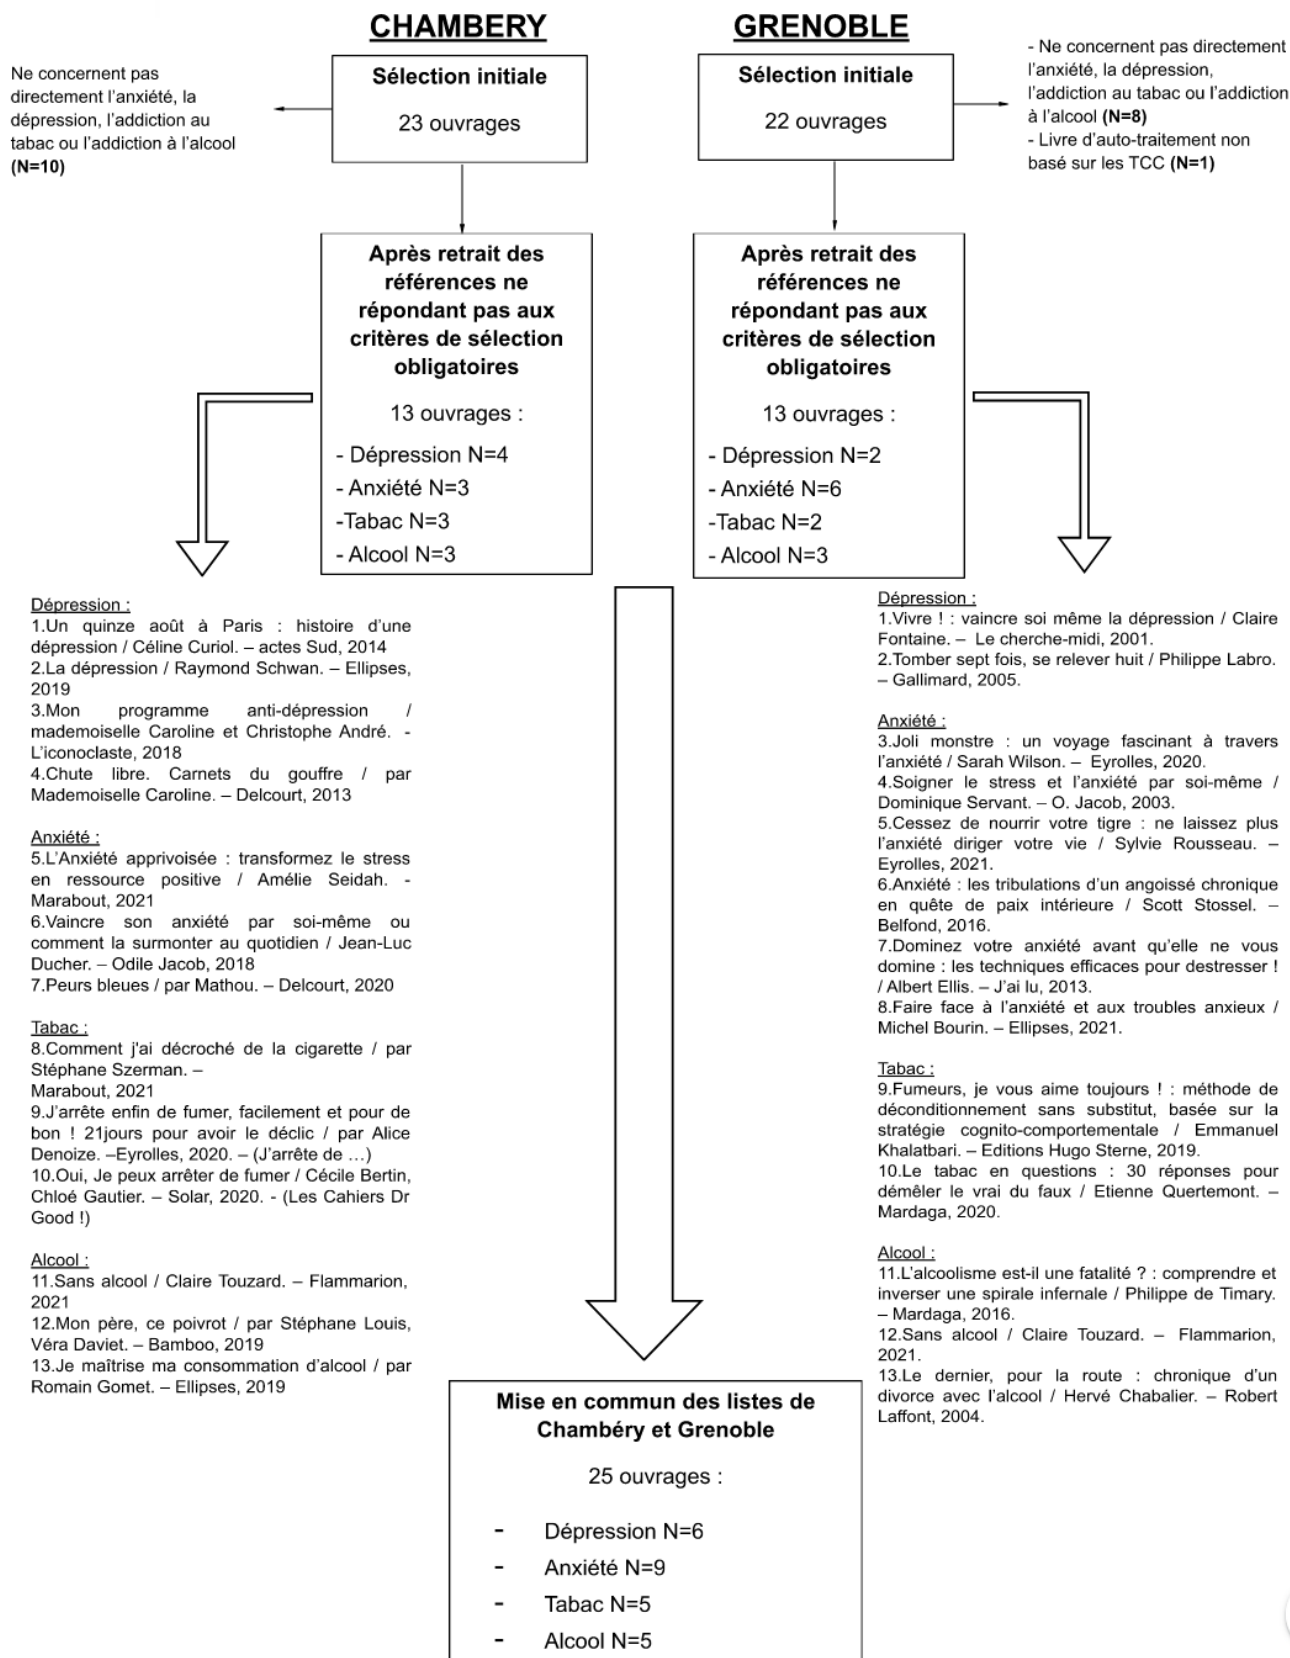 CHAMBERY
GRENOBLE
Ne concernent pas
directement l'anxiété, la
dépression, l'addiction au
tabac ou l'addiction à l'alcool
(N=10)
Sélection initiale
23 ouvrages
Sélection initiale
22 ouvrages
- Ne concernent pas directement
l'anxiété, la dépression,
l'addiction au tabac ou l'addiction
à l'alcool (N=8)
- Livre d'auto-traitement non
basé sur les TCC (N=1)
Après retrait des
références ne
répondant pas aux
critères de sélection
obligatoires
13 ouvrages :
- Dépression N=4
- Anxiété N=3
-Tabac N=3
- Alcool N=3
Après retrait des
références ne
répondant pas aux
critères de sélection
obligatoires
13 ouvrages :
- Dépression N=2
- Anxiété N=6
-Tabac N=2
- Alcool N=3
Dépression :
1.Un quinze août à Paris : histoire d'une
dépression / Céline Curiol. – actes Sud, 2014
2.La dépression / Raymond Schwan. – Ellipses,
2019
3.Mon programme anti-dépression /
mademoiselle Caroline et Christophe André. -
L'iconoclaste, 2018
4.Chute libre. Carnets du gouffre / par
Mademoiselle Caroline. – Delcourt, 2013
Anxiété :
5.L'Anxiété apprivoisée : transformez le stress
en ressource positive / Amélie Seidah. -
Marabout, 2021
6.Vaincre son anxiété par soi-même ou
comment la surmonter au quotidien / Jean-Luc
Ducher. – Odile Jacob, 2018
7.Peurs bleues / par Mathou. – Delcourt, 2020
Tabac :
8.Comment j'ai décroché de la cigarette / par
Stéphane Szerman. –
Marabout, 2021
9.J'arrête enfin de fumer, facilement et pour de
bon ! 21jours pour avoir le déclic / par Alice
Denoize. –Eyrolles, 2020. – (J'arrête de …)
10.Oui, Je peux arrêter de fumer / Cécile Bertin,
Chloé Gautier. – Solar, 2020. - (Les Cahiers Dr
Good !)
Alcool :
11.Sans alcool / Claire Touzard. – Flammarion,
2021
12.Mon père, ce poivrot / par Stéphane Louis,
Véra Daviet. – Bamboo, 2019
13.Je maîtrise ma consommation d'alcool / par
Romain Gomet. – Ellipses, 2019
Dépression :
1.Vivre ! : vaincre soi même la dépression / Claire
Fontaine. – Le cherche-midi, 2001.
2.Tomber sept fois, se relever huit / Philippe Labro.
– Gallimard, 2005.
Anxiété :
3.Joli monstre : un voyage fascinant à travers
l'anxiété / Sarah Wilson. – Eyrolles, 2020.
4.Soigner le stress et l'anxiété par soi-même /
Dominique Servant. – O. Jacob, 2003.
5.Cessez de nourrir votre tigre : ne laissez plus
l'anxiété diriger votre vie / Sylvie Rousseau. –
Eyrolles, 2021.
6.Anxiété : les tribulations d'un angoissé chronique
en quête de paix intérieure / Scott Stossel. –
Belfond, 2016.
7.Dominez votre anxiété avant qu'elle ne vous
domine : les techniques efficaces pour destresser !
/ Albert Ellis. – J'ai lu, 2013.
8.Faire face à l'anxiété et aux troubles anxieux /
Michel Bourin. – Ellipses, 2021.
Tabac :
9.Fumeurs, je vous aime toujours ! : méthode de
déconditionnement sans substitut, basée sur la
stratégie cognito-comportementale / Emmanuel
Khalatbari. – Editions Hugo Sterne, 2019.
10.Le tabac en questions : 30 réponses pour
démêler le vrai du faux / Etienne Quertemont. –
Mardaga, 2020.
Alcool :
11.L'alcoolisme est-il une fatalité ? : comprendre et
inverser une spirale infernale / Philippe de Timary.
– Mardaga, 2016.
12.Sans alcool / Claire Touzard. – Flammarion,
2021.
13.Le dernier, pour la route : chronique d'un
divorce avec l'alcool / Hervé Chabalier. – Robert
Laffont, 2004.
Mise en commun des listes de
Chambéry et Grenoble
25 ouvrages :
- Dépression N=6
- Anxiété N=9
- Tabac N=5
- Alcool N=5